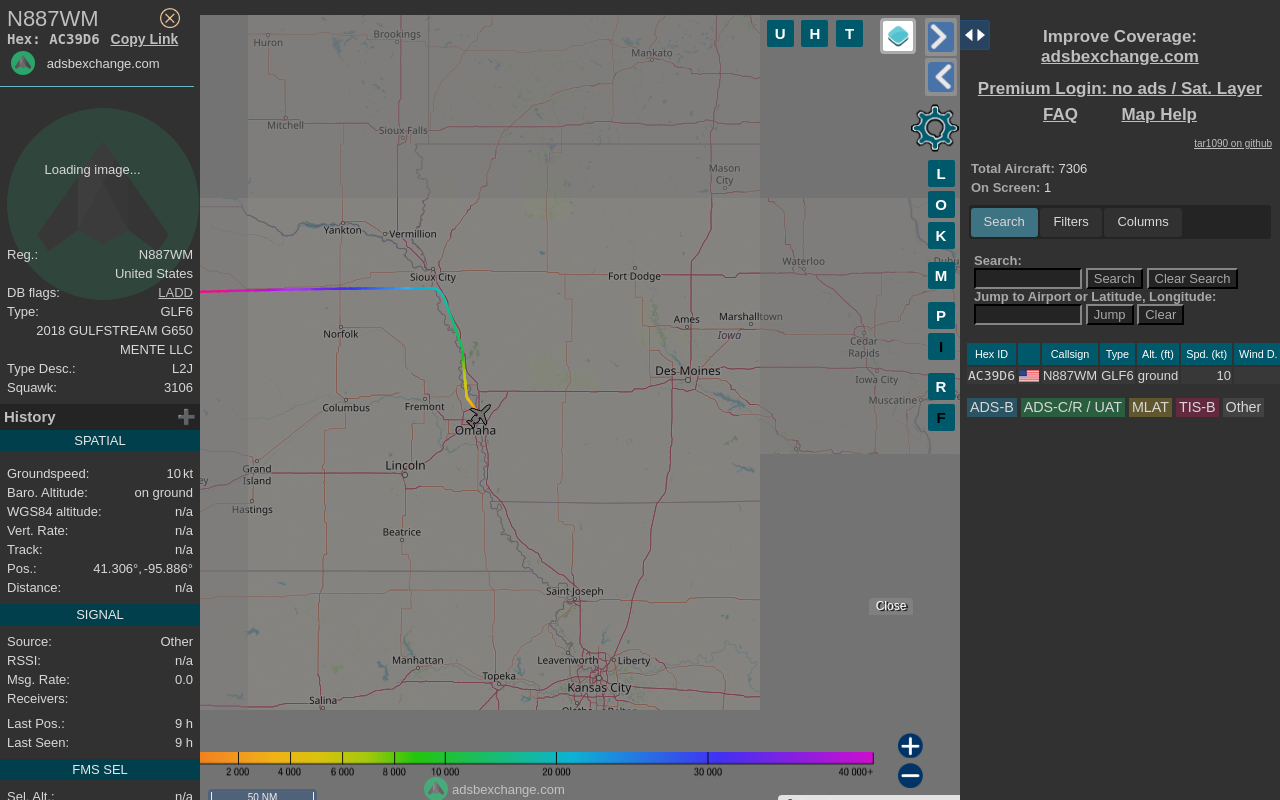 N887WM
Hex: AC39D6 Copy Link
adsbexchange.com
Loading image...
Reg.: N887WM
United States
DB flags: LADD
Type: GLF6
2018 GULFSTREAM G650
MENTE LLC
Type Desc.: L2J
Squawk: 3106
History
SPATIAL
Groundspeed: 10 kt
Baro. Altitude: on ground
WGS84 altitude: n/a
Vert. Rate: n/a
Track: n/a
Pos.: 41.306°, -95.886°
Distance: n/a
SIGNAL
Source: Other
RSSI: n/a
Msg. Rate: 0.0
Receivers:
Last Pos.: 9 h
Last Seen: 9 h
FMS SEL
Sel. Alt.: n/a
U H T
L
O
K
M
P
I
R
F
Huron
Brookings
Mankato
Mitchell
Sioux Falls
Mason
City
Yankton
Vermillion
Sioux City
Fort Dodge
Waterloo
Dubu
Norfolk
Ames
Marshalltown
Iowa
Cedar
Rapids
Des Moines
Iowa City
Columbus
Fremont
Muscatine
Omaha
Lincoln
Grand
Island
ey
Hastings
Beatrice
Saint Joseph
Close
Manhattan
Leavenworth
Liberty
Topeka
Kansas City
Salina
2 000 4 000 6 000 8 000 10 000 20 000 30 000 40 000+
adsbexchange.com
50 NM
Improve Coverage:
adsbexchange.com
Premium Login: no ads / Sat. Layer
FAQ Map Help
tar1090 on github
Total Aircraft: 7306
On Screen: 1
Search Filters Columns
Search:
Search Clear Search
Jump to Airport or Latitude, Longitude:
Jump Clear
Hex ID Callsign Type Alt. (ft) Spd. (kt) Wind D.
AC39D6 N887WM GLF6 ground 10
ADS-B ADS-C/R / UAT MLAT TIS-B Other